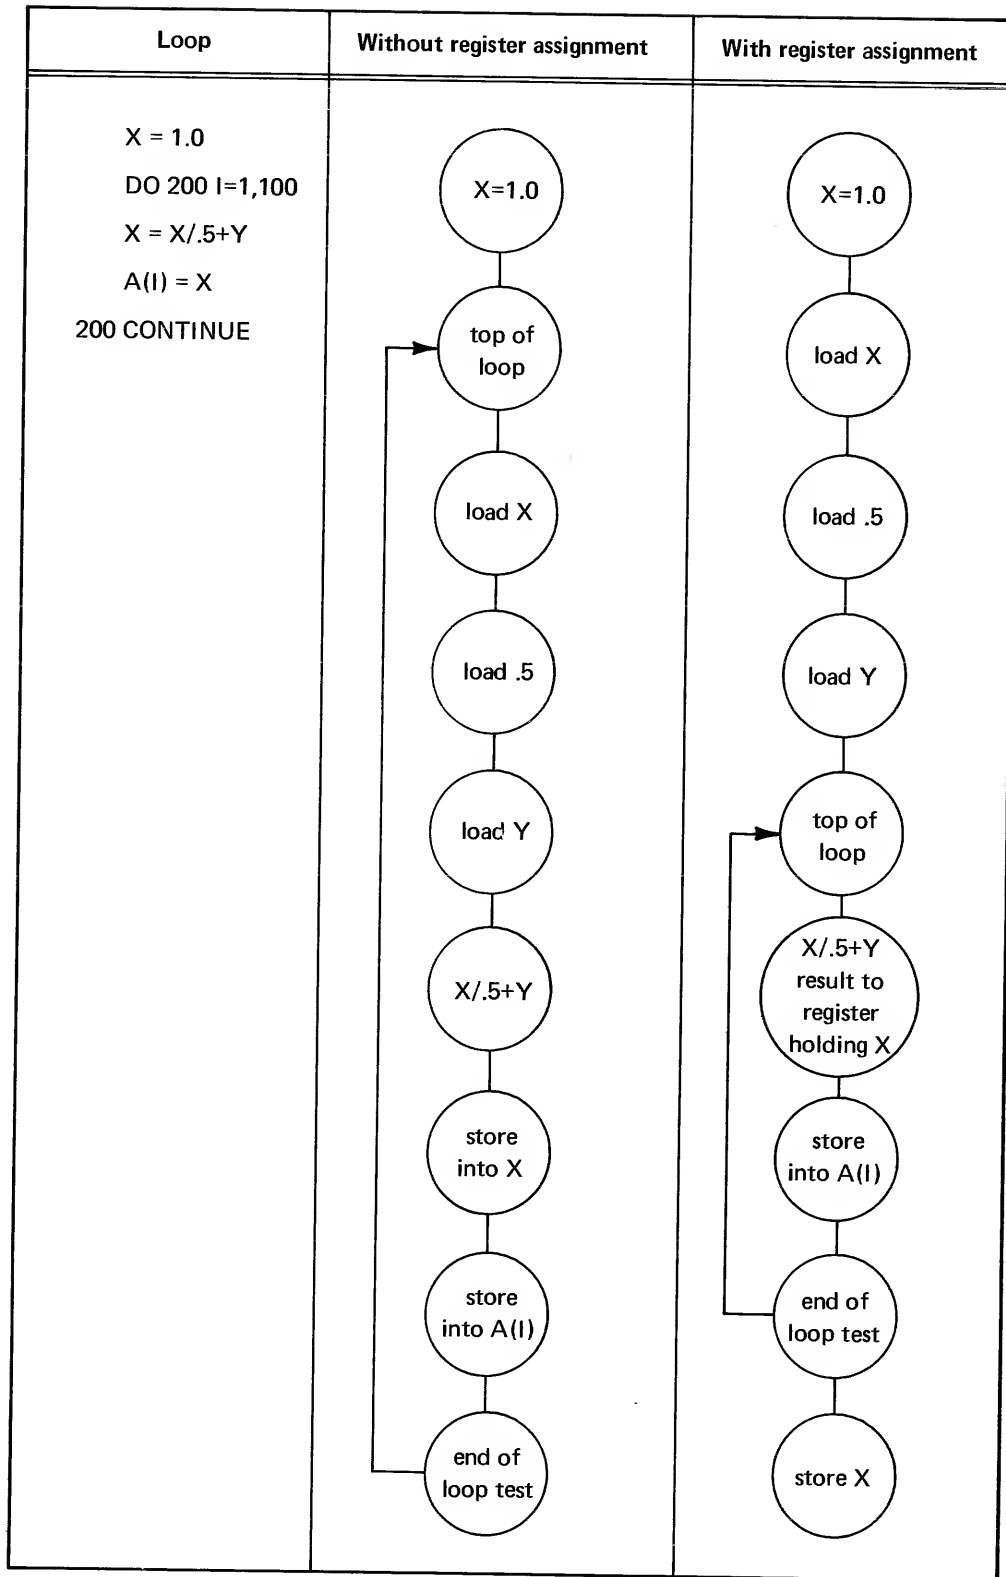 Loop
Without register assignment
With register assignment
X = 1.0
DO 200 I=1,100
X = X/.5+Y
A(I) = X
200 CONTINUE
X=1.0
top of
loop
load X
load .5
load Y
X/.5+Y
store
into X
store
into A(I)
end of
loop test
X=1.0
load X
load .5
load Y
top of
loop
X/.5+Y
result to
register
holding X
store
into A(I)
end of
loop test
store X